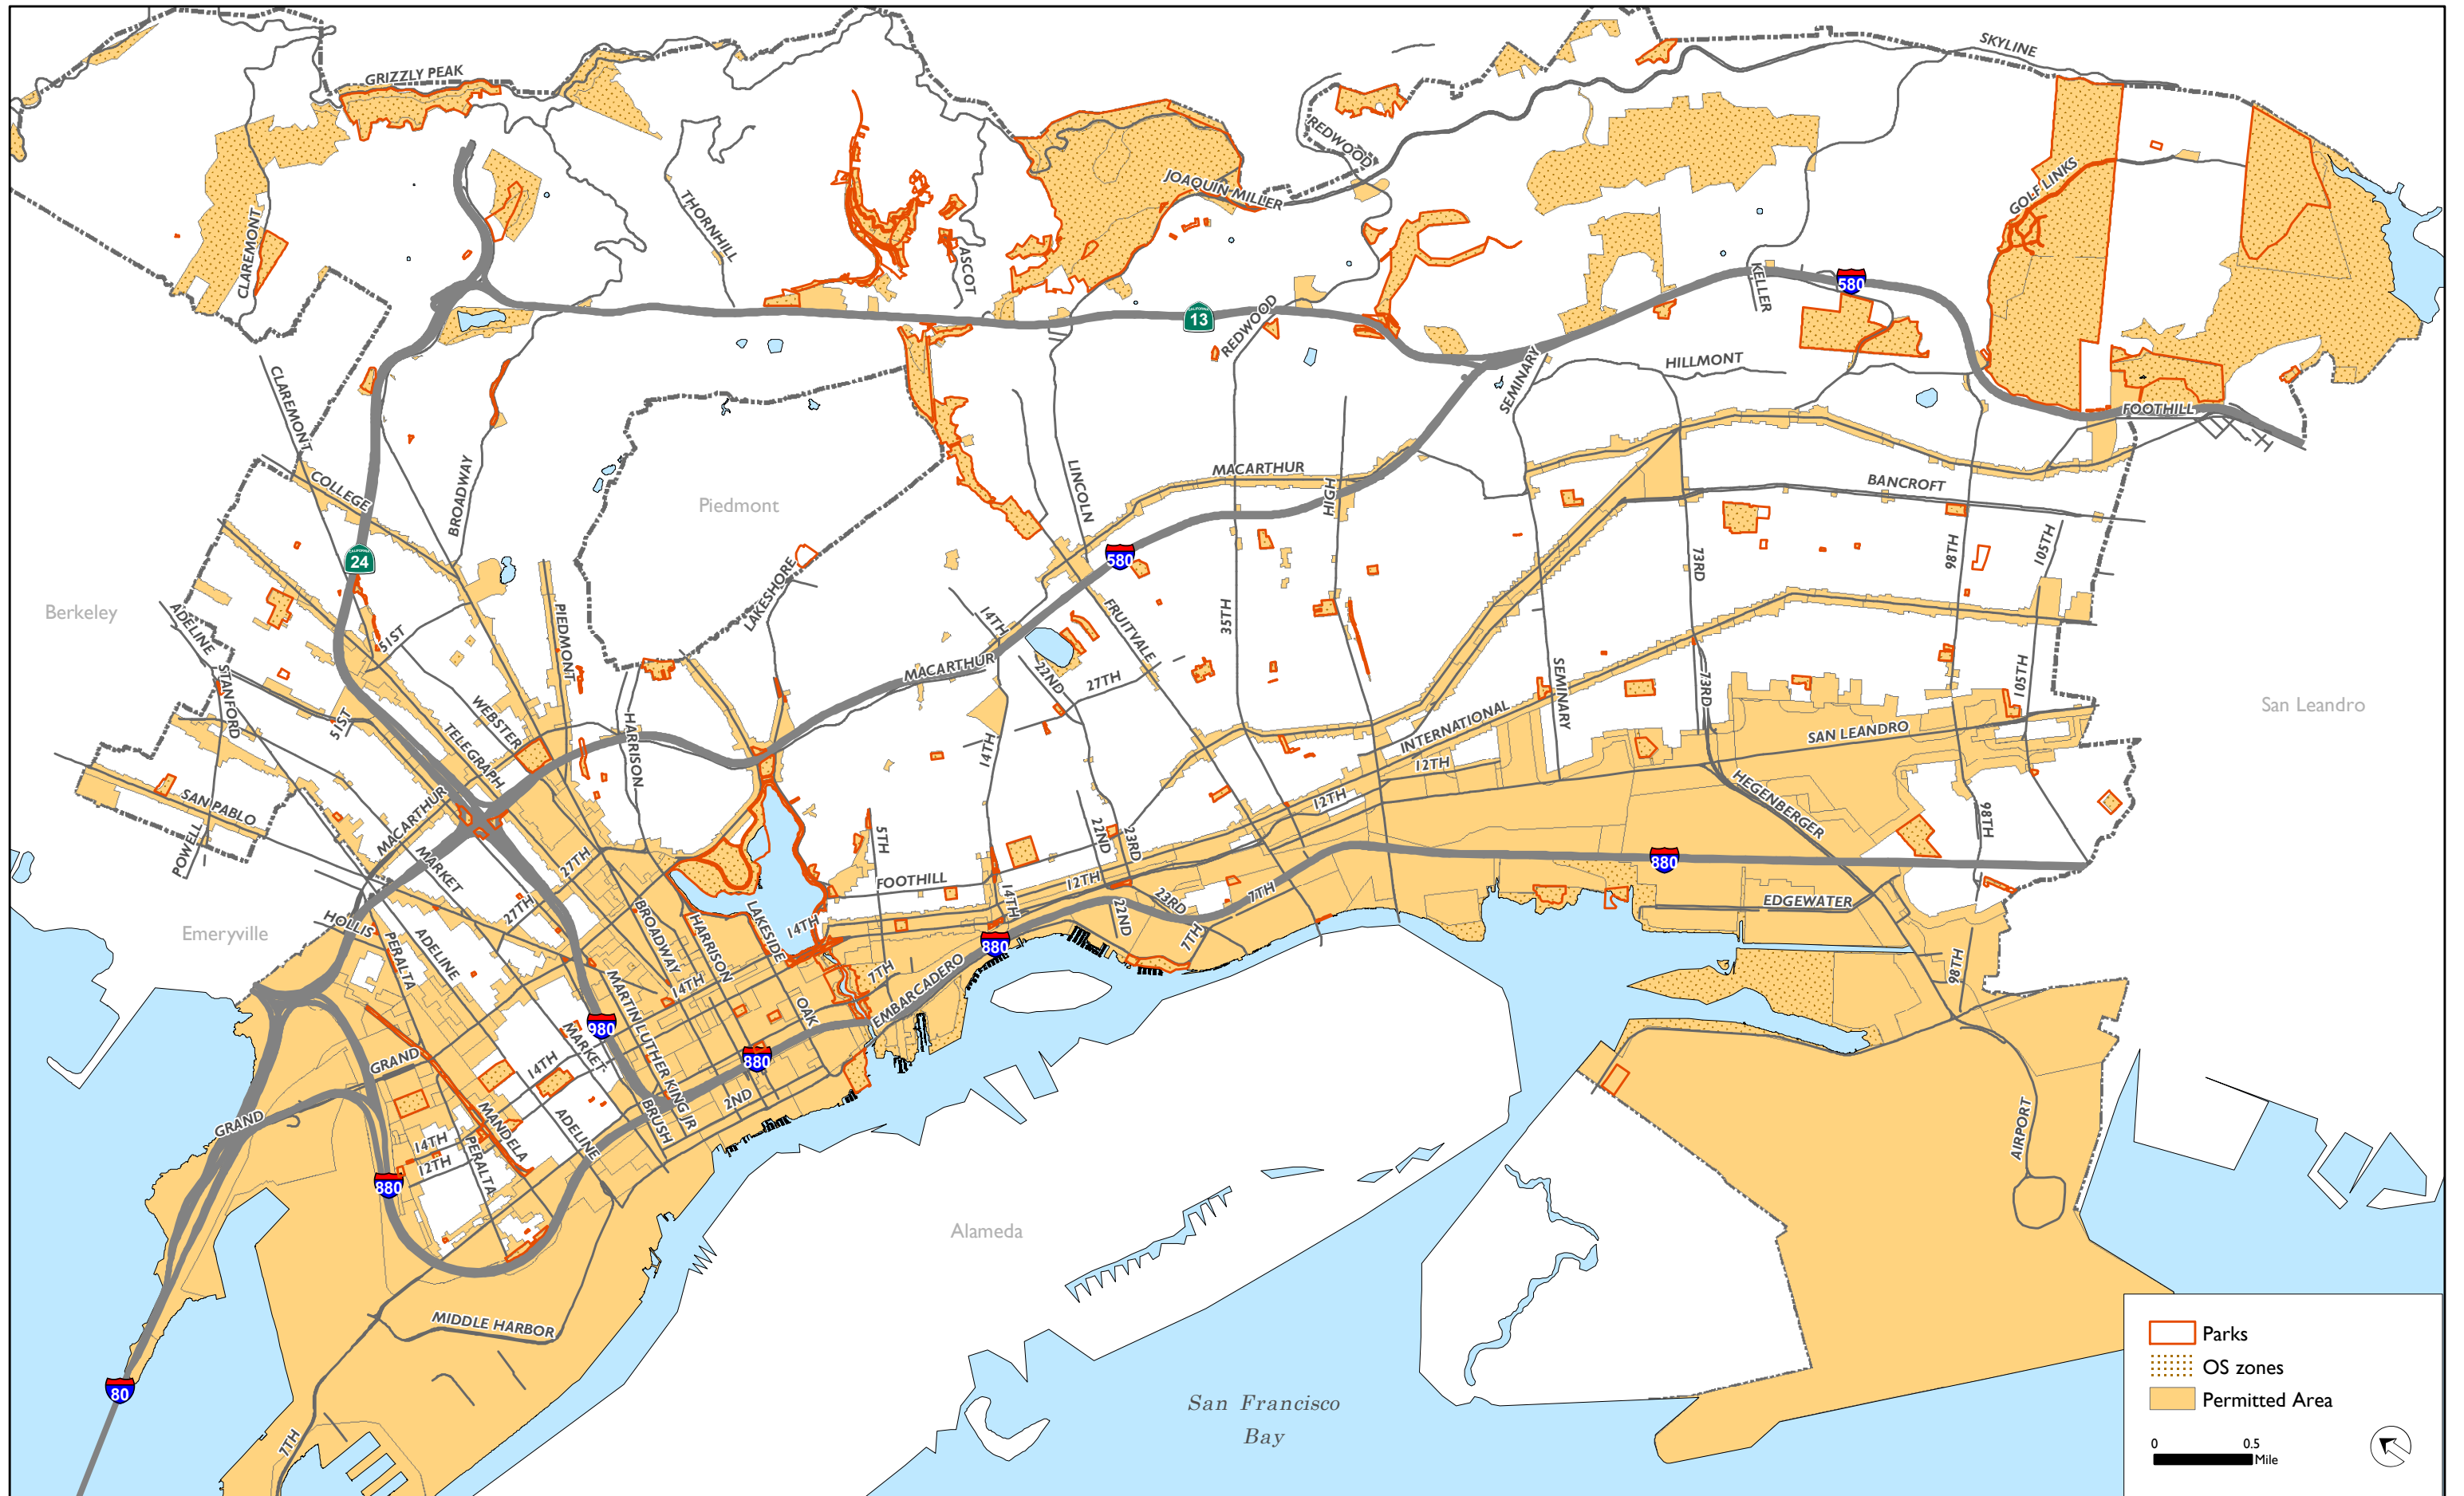 SKYLINE
GRIZZLY PEAK
REDWOOD
JOAQUIN MILLER
GOLF LINKS
THORNHILL
CLAREMONT
ASCOT
KELLER
580
13
REDWOOD
SEMINARY
HILLMONT
FOOTHILL
CLAREMONT
COLLEGE
BROADWAY
Piedmont
LINCOLN
MACARTHUR
HIGH
BANCROFT
24
580
LAKESHORE
73RD
98TH
105TH
Berkeley
ADELINE
51ST
PIEDMONT
14TH
FRUITVALE
35TH
STANFORD
MACARTHUR
22ND
27TH
SEMINARY
73RD
105TH
San Leandro
51ST
WEBSTER
TELEGRAPH
HARRISON
14TH
INTERNATIONAL
12TH
SAN LEANDRO
HEGENBERGER
SAN PABLO
POWELL
MACARTHUR
MARKET
27TH
5TH
22ND
23RD
12TH
98TH
880
FOOTHILL
12TH
14TH
23RD
7TH
22ND
7TH
EDGEWATER
Emeryville
HOLLIS
PERALTA
ADELINE
27TH
BROADWAY
HARRISON
LAKESIDE
14TH
880
98TH
14TH
7TH
EMBARCADERO
OAK
980
MARTIN LUTHER KING JR
MARKET
880
GRAND
14TH
2ND
BRUSH
GRAND
MANDELA
ADELINE
14TH
12TH
PERALTA
880
AIRPORT
Alameda
MIDDLE HARBOR
80
7TH
San Francisco
Bay
Parks
OS zones
Permitted Area
0
0.5
Mile